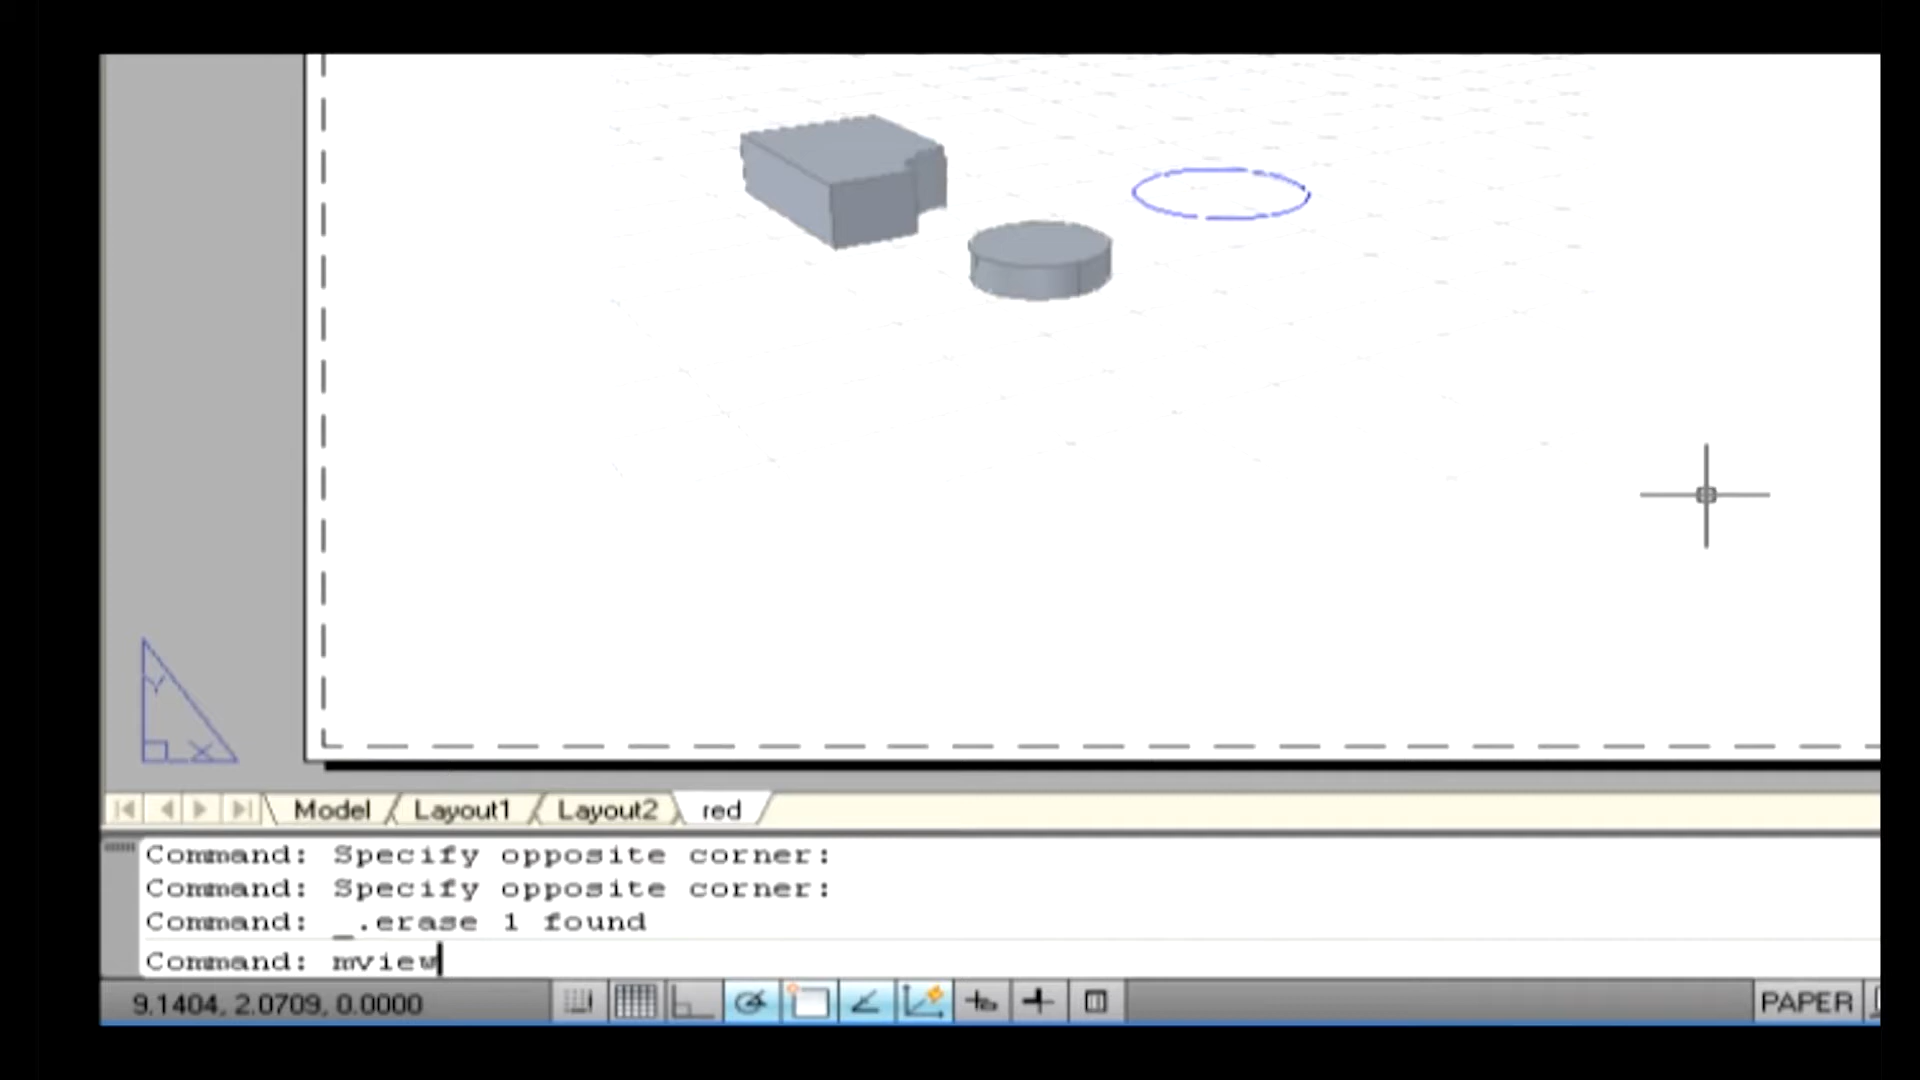 Y
X
Model Layout1 Layout2 red
Command: Specify opposite corner:
Command: Specify opposite corner:
Command: _.erase 1 found
Command: mview
9.1404, 2.0709, 0.0000 PAPER